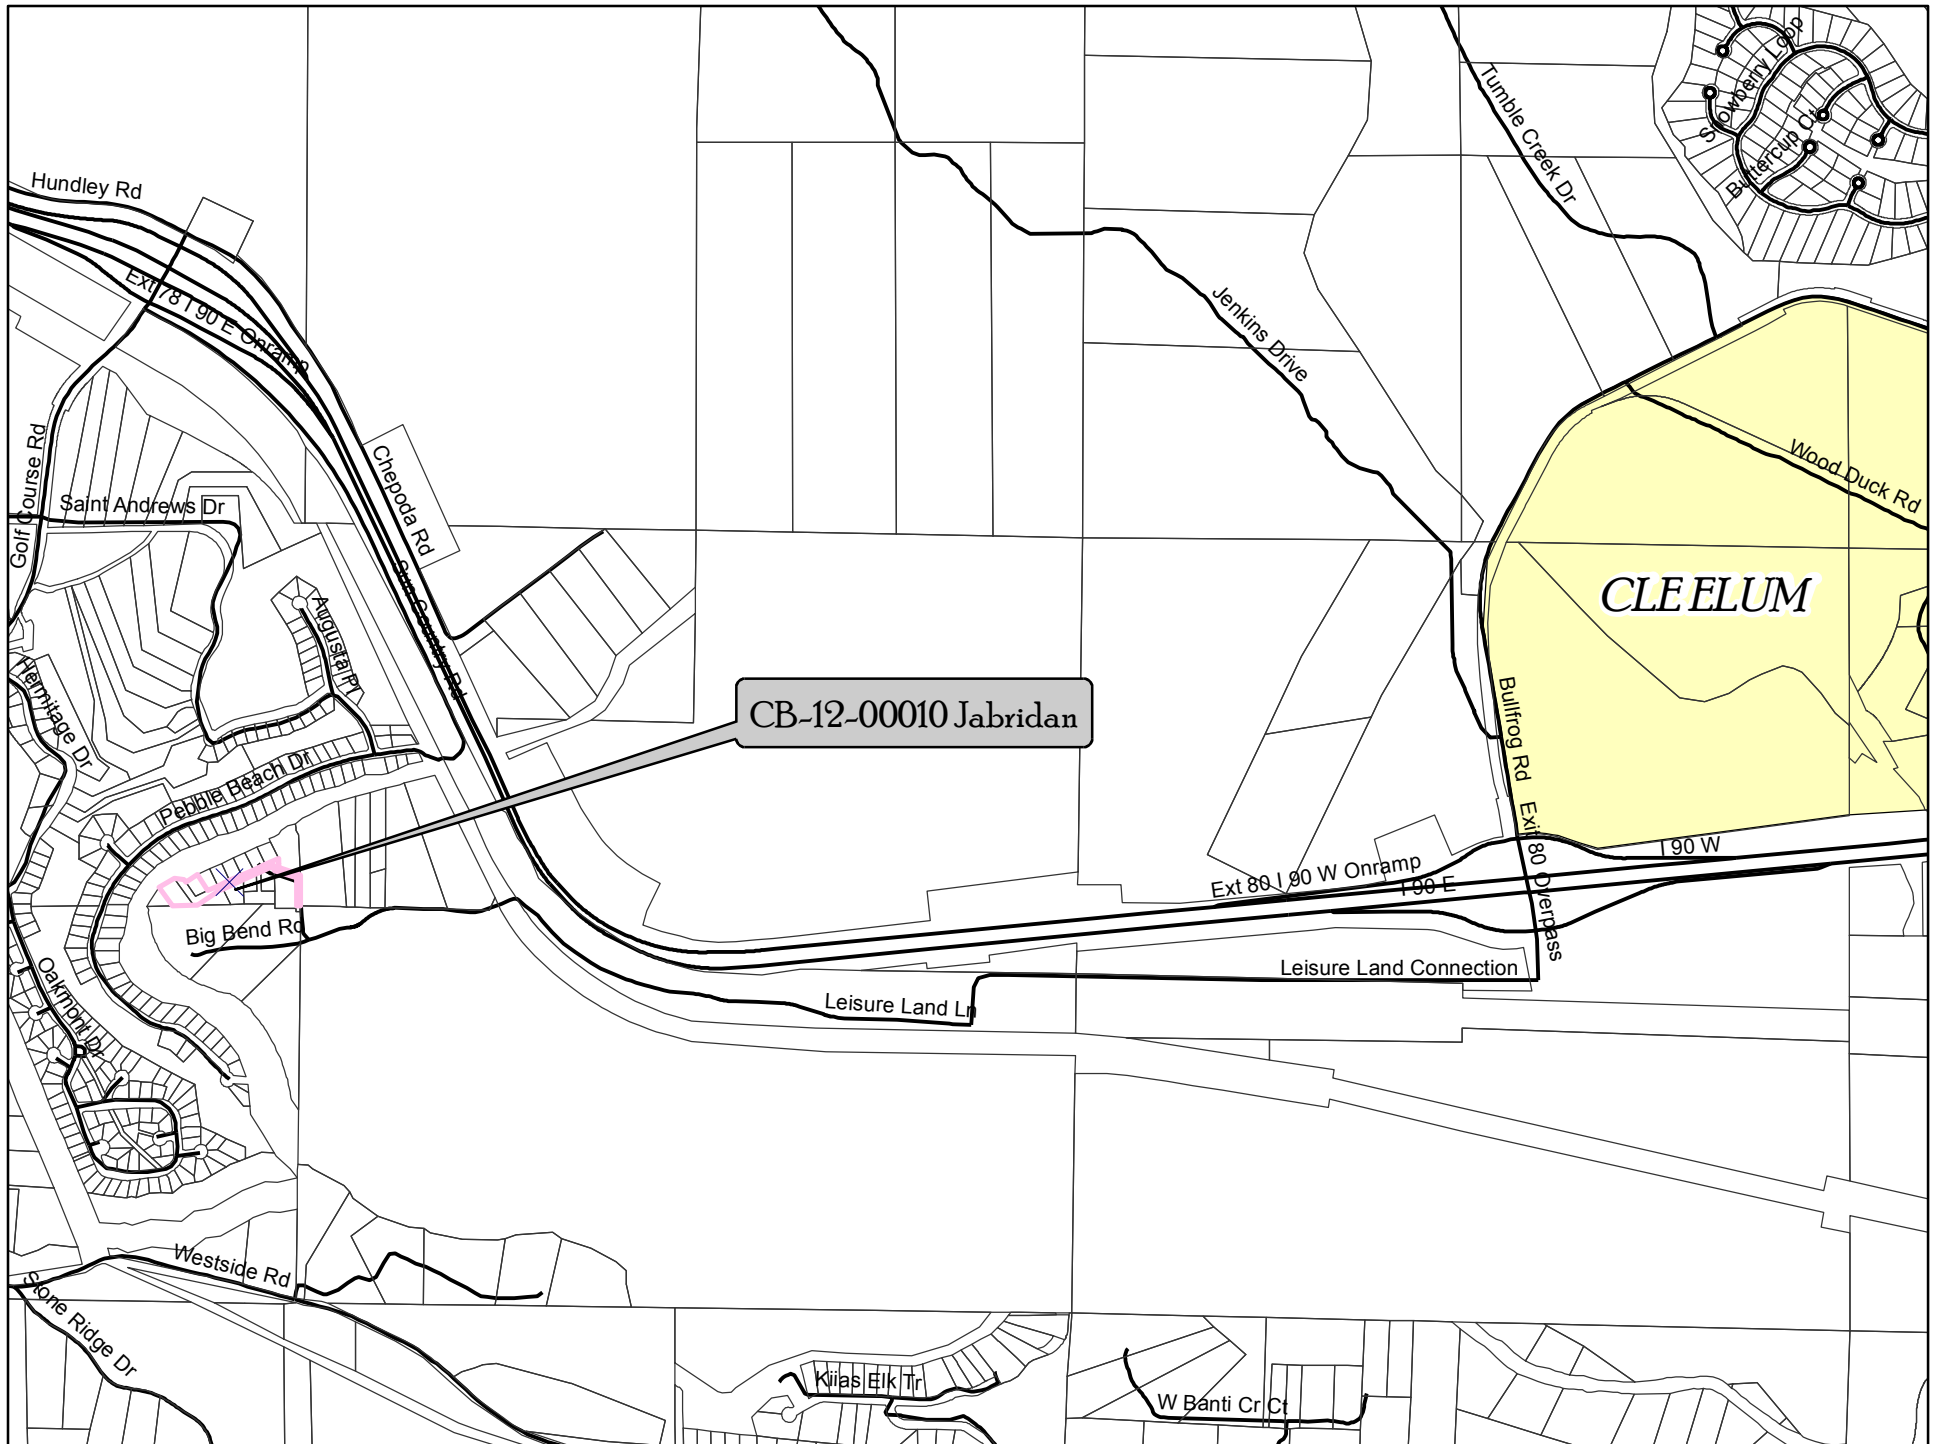 Snowberry Loop
Buttercup Ct
Tumble Creek Dr
Hundley Rd
Ext 78 I 90 E Onramp
Jenkins Drive
Golf Course Rd
Saint Andrews Dr
Chepoda Rd
Wood Duck Rd
Sun Country Rd
CLE ELUM
Augusta Pl
Hermitage Dr
CB-12-00010 Jabridan
Bullfrog Rd
Pebble Beach Dr
Exit 80 Overpass
I 90 W
Ext 80 I 90 W Onramp
I 90 E
Big Bend Rd
Oakmont Dr
Leisure Land Connection
Leisure Land Ln
Westside Rd
Stone Ridge Dr
Kiias Elk Tr
W Banti Cr Ct